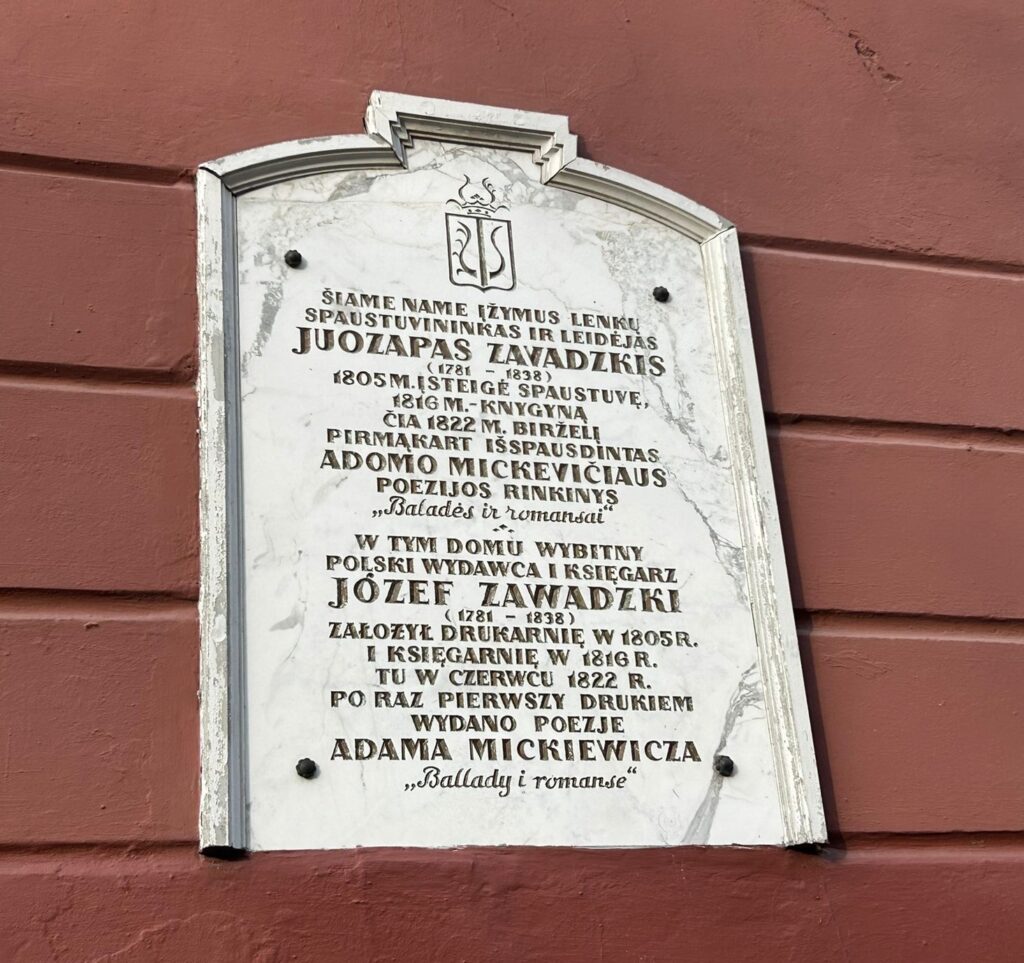 ŠIAME NAME ĮŽYMUS LENKŲ
SPAUSTUVININKAS IR LEIDĖJAS
JUOZAPAS ZAVADZKIS
(1781 – 1838)
1805 M. ĮSTEIGĖ SPAUSTUVĘ,
1816 M.-KNYGYNĄ
ČIA 1822 M. BIRŽELĮ
PIRMĄKART IŠSPAUSDINTAS
ADOMO MICKEVIČIAUS
POEZIJOS RINKINYS
„Baladės ir romansai“
W TYM DOMU WYBITNY
POLSKI WYDAWCA I KSIĘGARZ
JÓZEF ZAWADZKI
(1781 – 1838)
ZAŁOŻYŁ DRUKARNIĘ W 1805 R.
I KSIĘGARNIĘ W 1816 R.
TU W CZERWCU 1822 R.
PO RAZ PIERWSZY DRUKIEM
WYDANO POEZJE
ADAMA MICKIEWICZA
„Ballady i romanse“